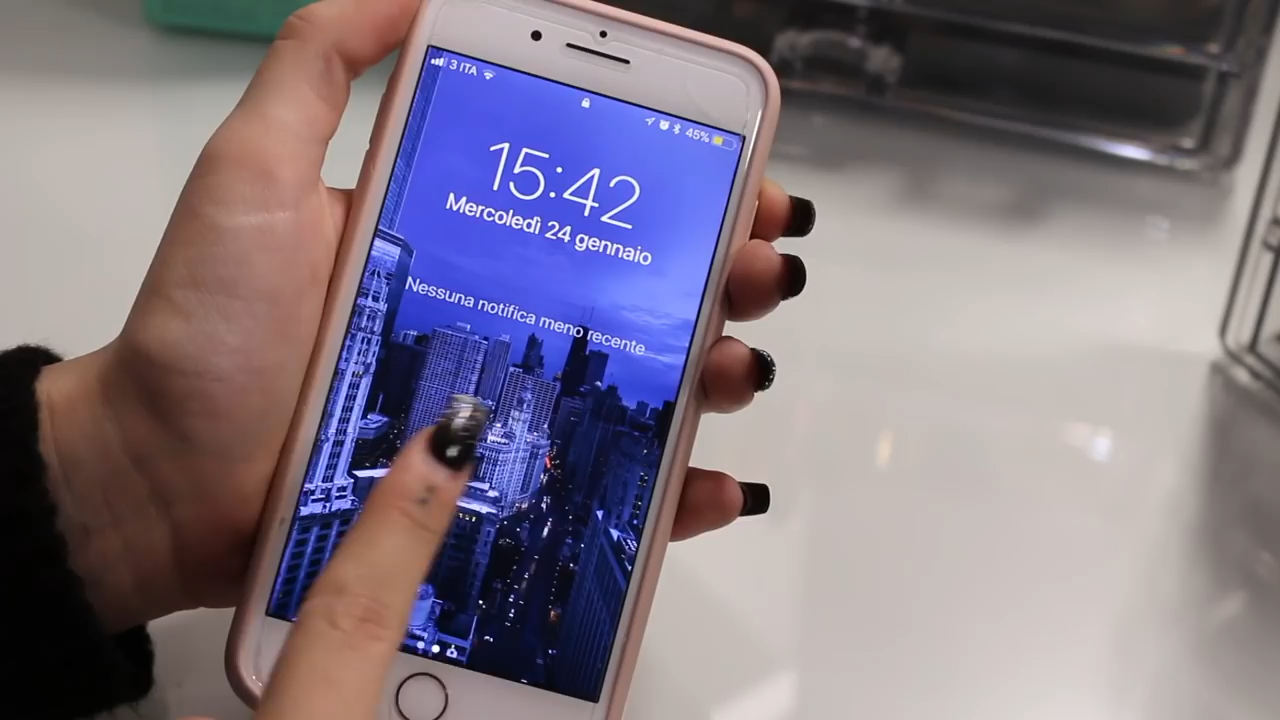 3 ITA
45%
15:42
Mercoledì 24 gennaio
Nessuna notifica meno recente